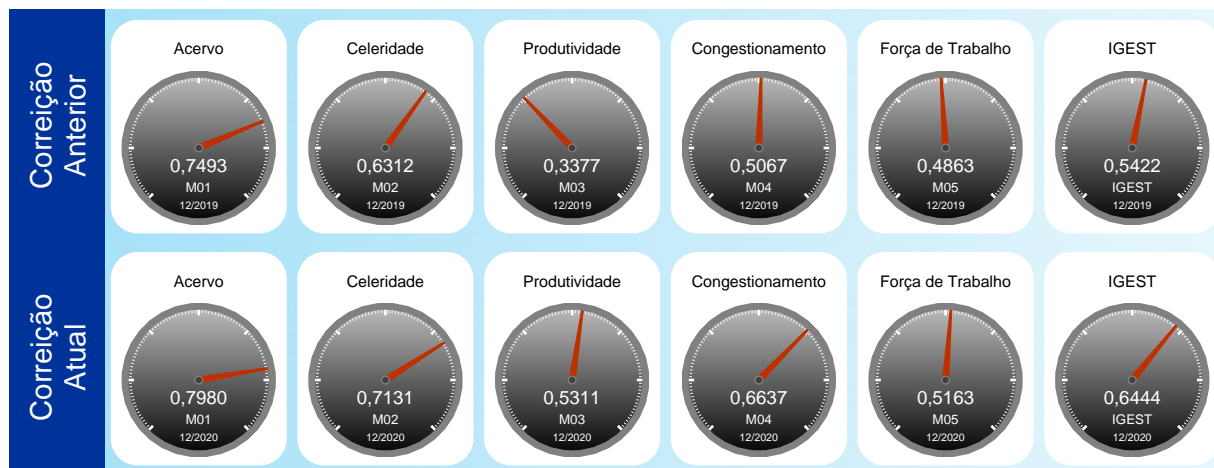 Correição
Anterior
Acervo
0,7493
M01
12/2019
Celeridade
0,6312
M02
12/2019
Produtividade
0,3377
M03
12/2019
Congestionamento
0,5067
M04
12/2019
Força de Trabalho
0,4863
M05
12/2019
IGEST
0,5422
IGEST
12/2019
Correição
Atual
Acervo
0,7980
M01
12/2020
Celeridade
0,7131
M02
12/2020
Produtividade
0,5311
M03
12/2020
Congestionamento
0,6637
M04
12/2020
Força de Trabalho
0,5163
M05
12/2020
IGEST
0,6444
IGEST
12/2020